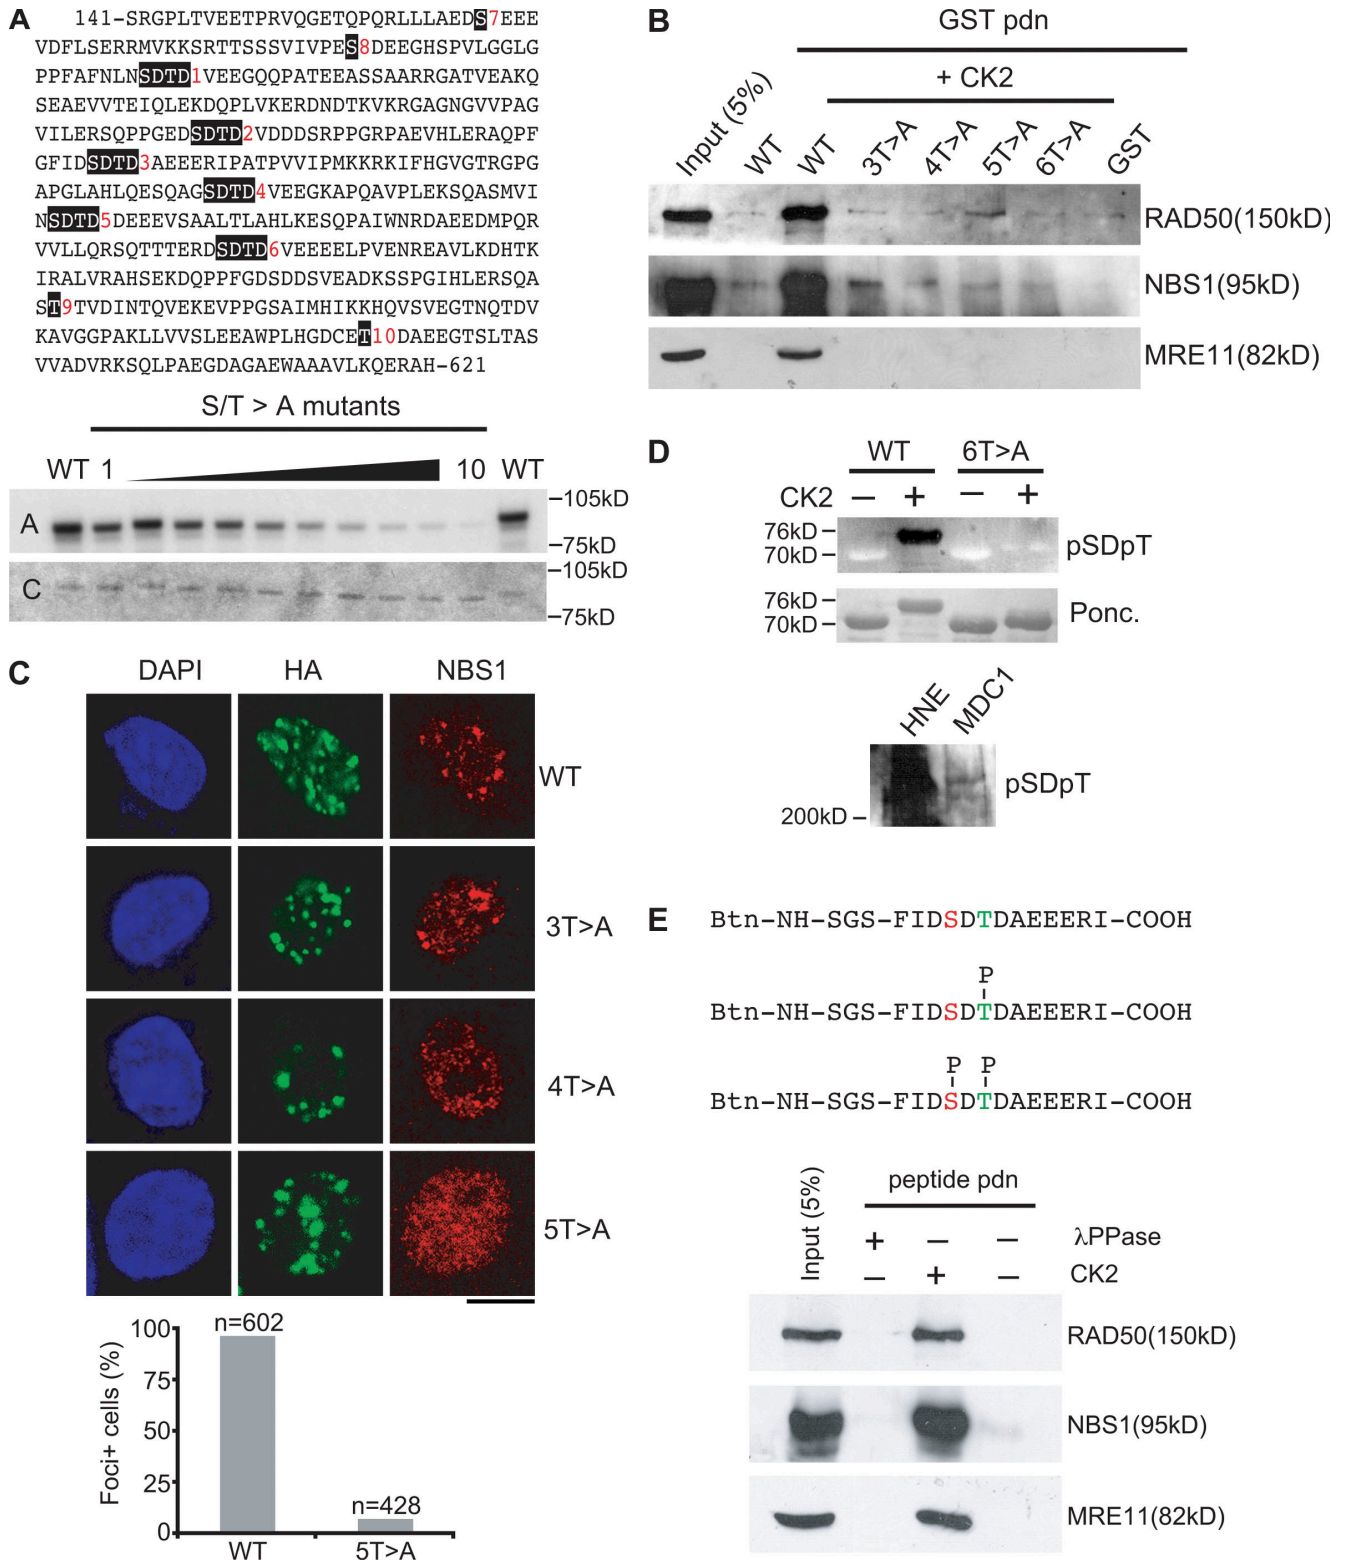 A
141-SRGPLTVEETPRVQGETQPQRLLLAEDS7EEE
VDFLSERRMVKKSRTTSSSVIVPES8DEEGHSPVLGGLG
PPFAFNLNSDTD1VEEGQQPATEEASSAARRGATVEAKQ
SEAEVVTEIQLEKDQPLVKERDNDTKVKRGAGNGVVPAG
VILERSQPPGEDSDTD2VDDDSRPPGRPAEVHLERAQPF
GFIDSDTD3AEEERIPATPVVIPMKKRKIFHGVGTRGPG
APGLAHLQESQAGSDTD4VEEGKAPQAVPLEKSQASMVI
NSDTD5DEEEVSAALTLAHLKESQPAIWNRDAEEDMPQR
VVLLQRSQTTTERDSDTD6VEEEELPVENREAVLKDHTK
IRALVRAHSEKDQPPFGDSDDSVEADKSSPGIHLERSQA
ST9TVDINTQVEKEVPPGSAIMHIKKHQVSVEGTNQTDV
KAVGGPAKLLVVSLEEAWPLHGDCET10DAEEGTSLTAS
VVADVRKSQLPAEGDAGAEWAAAVLKQERAH-621
S/T > A mutants
WT 1 10 WT
A
–105kD
–75kD
C
–105kD
–75kD
B
GST pdn
+ CK2
Input (5%) WT WT 3T>A 4T>A 5T>A 6T>A GST
RAD50(150kD)
NBS1(95kD)
MRE11(82kD)
C
DAPI HA NBS1
WT
3T>A
4T>A
5T>A
Foci+ cells (%)
100
75
50
25
0
n=602
n=428
WT 5T>A
D
WT 6T>A
CK2 – + – +
76kD–
70kD–
pSDpT
76kD–
70kD–
Ponc.
HNE MDC1
pSDpT
200kD–
E
Btn-NH-SGS-FIDSDTDAEEERI-COOH
P
Btn-NH-SGS-FIDSDTDAEEERI-COOH
P P
Btn-NH-SGS-FIDSDTDAEEERI-COOH
Input (5%)
peptide pdn
+ – – λPPase
– + – CK2
RAD50(150kD)
NBS1(95kD)
MRE11(82kD)